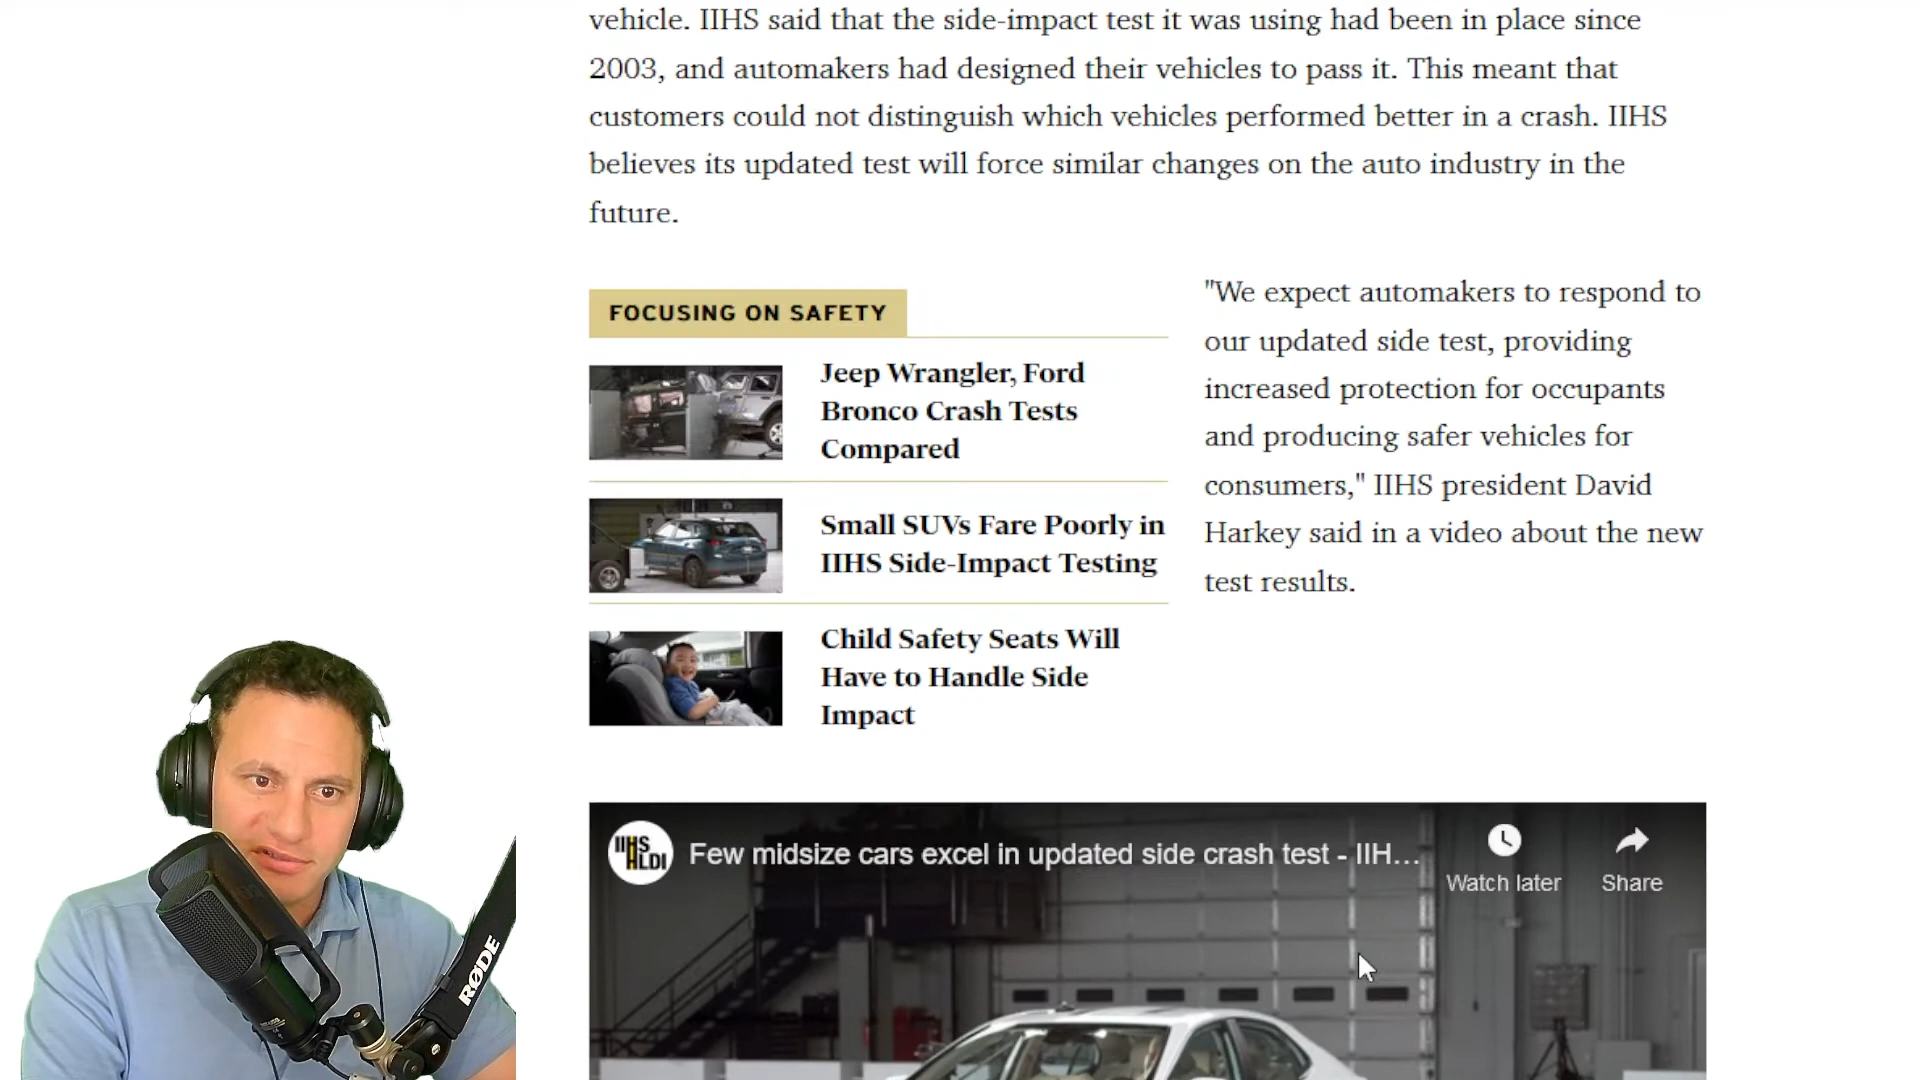 vehicle. IIHS said that the side-impact test it was using had been in place since
2003, and automakers had designed their vehicles to pass it. This meant that
customers could not distinguish which vehicles performed better in a crash. IIHS
believes its updated test will force similar changes on the auto industry in the
future.
FOCUSING ON SAFETY
Jeep Wrangler, Ford
Bronco Crash Tests
Compared
Small SUVs Fare Poorly in
IIHS Side-Impact Testing
Child Safety Seats Will
Have to Handle Side
Impact
"We expect automakers to respond to
our updated side test, providing
increased protection for occupants
and producing safer vehicles for
consumers," IIHS president David
Harkey said in a video about the new
test results.
IIHS
HLDI
Few midsize cars excel in updated side crash test - IIH...
Watch later
Share
RØDE